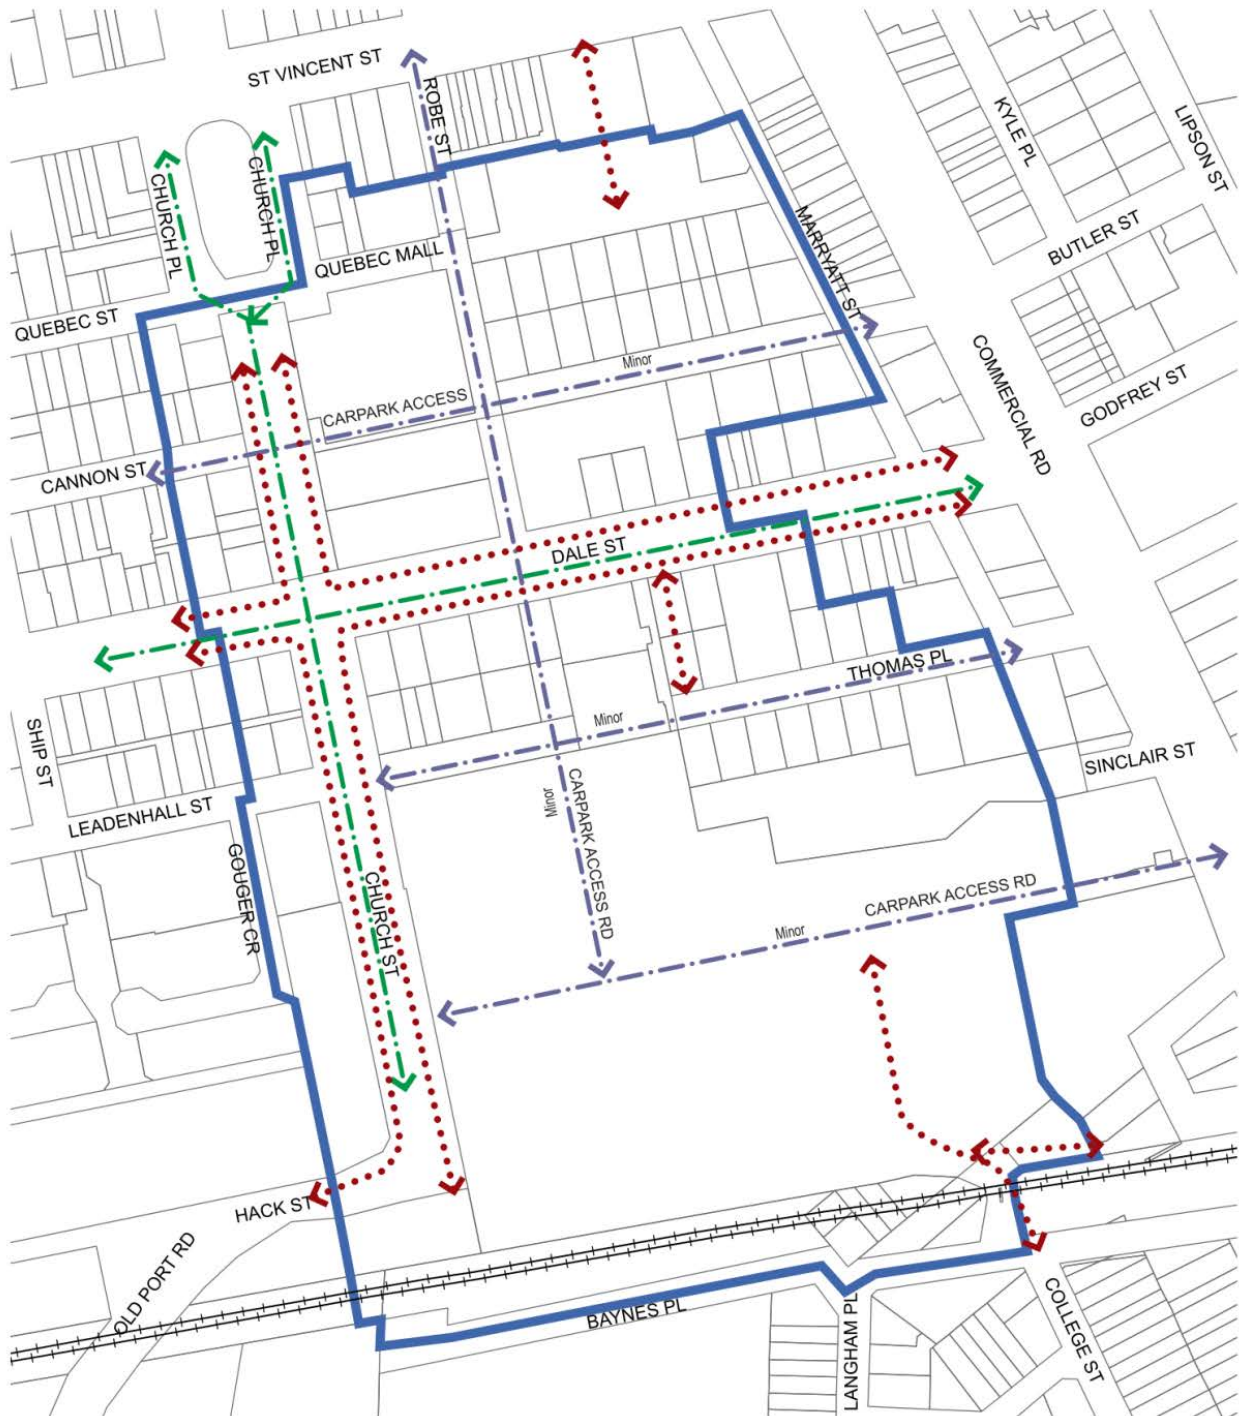 ST VINCENT ST
ROBE ST
KYLE PL
LIPSON ST
CHURCH PL
CHURCH PL
MARRYATT ST
BUTLER ST
QUEBEC MALL
QUEBEC ST
COMMERCIAL RD
Minor
GODFREY ST
CARPARK ACCESS
CANNON ST
DALE ST
THOMAS PL
SHIP ST
Minor
SINCLAIR ST
LEADENHALL ST
Minor
CARPARK ACCESS RD
GOUGER CR
CHURCH ST
CARPARK ACCESS RD
Minor
HACK ST
OLD PORT RD
BAYNES PL
LANGHAM PL
COLLEGE ST